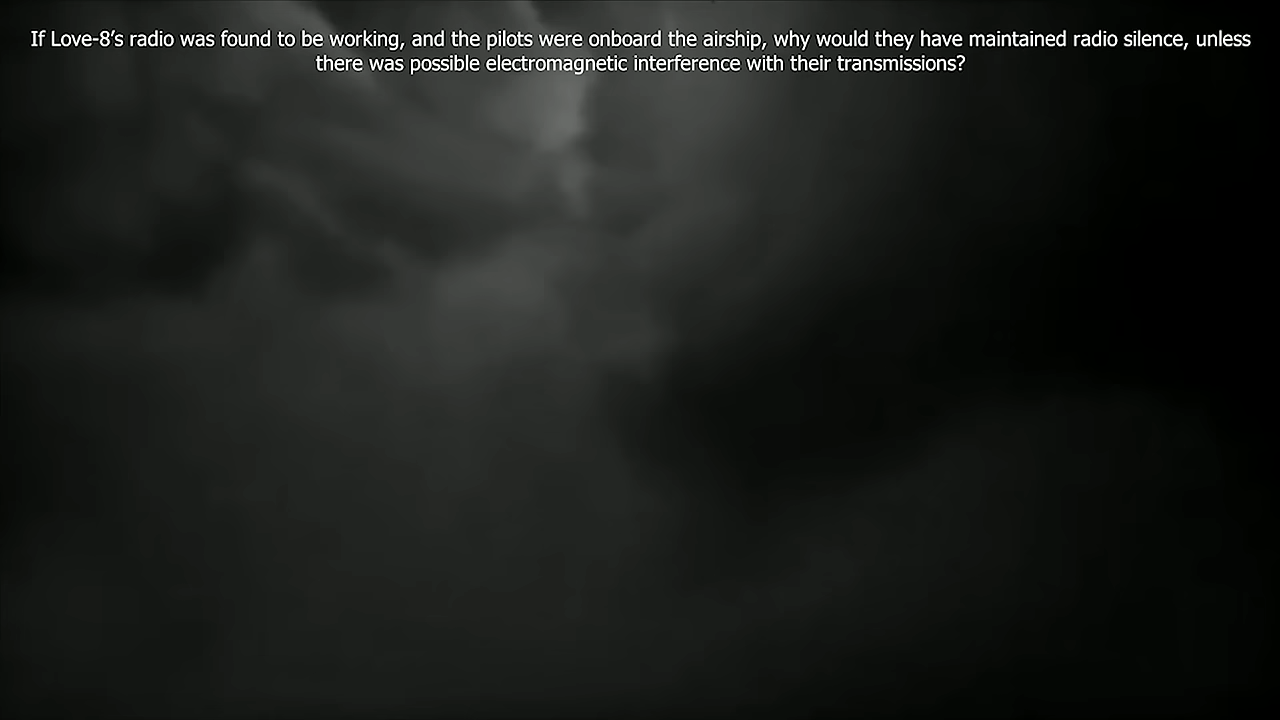 If Love-8’s radio was found to be working, and the pilots were onboard the airship, why would they have maintained radio silence, unless
there was possible electromagnetic interference with their transmissions?